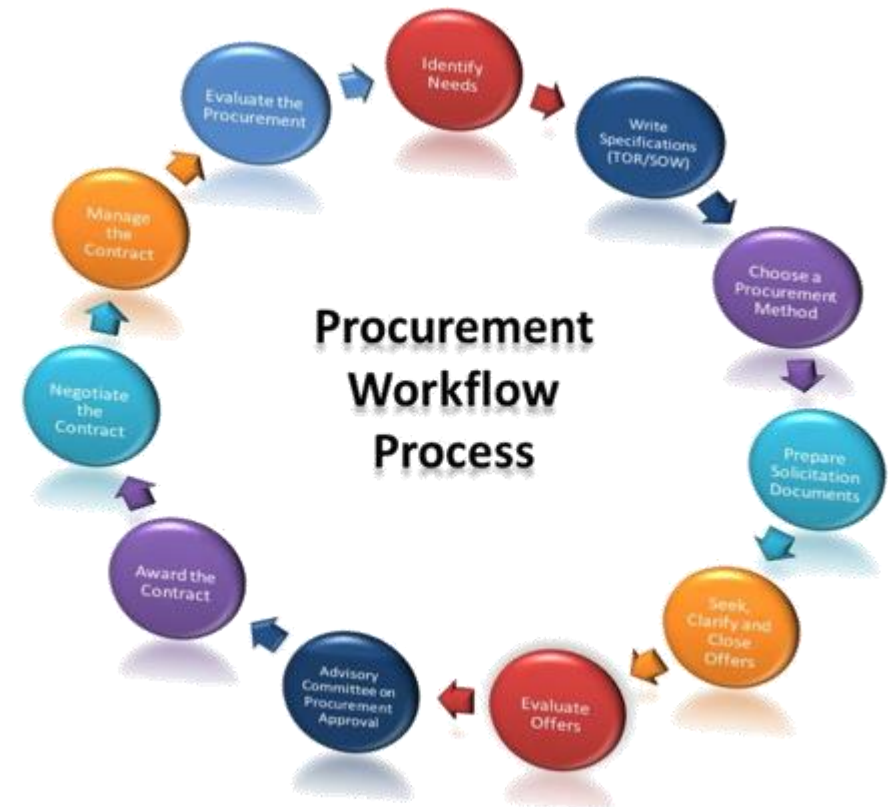 Procurement
Workflow
Process
Identify
Needs
Write
Specifications
(TOR/SOW)
Choose a
Procurement
Method
Prepare
Solicitation
Documents
Seek,
Clarify and
Close
Offers
Evaluate
Offers
Advisory
Committee on
Procurement
Approval
Award the
Contract
Negotiate
the
Contract
Manage
the
Contract
Evaluate the
Procurement